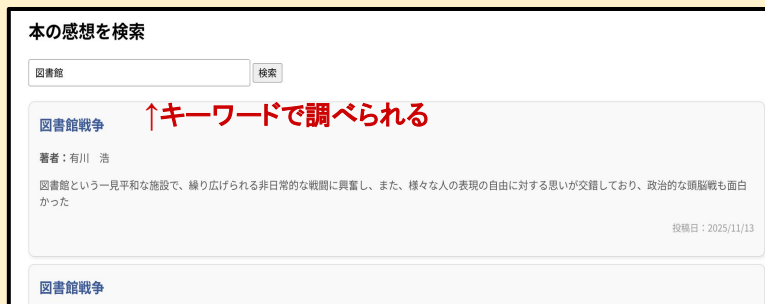 本の感想を検索
図書館
検索
↑キーワードで調べられる
図書館戦争
著者：有川　浩
図書館という一見平和な施設で、繰り広げられる非日常的な戦闘に興奮し、また、様々な人の表現の自由に対する思いが交錯しており、政治的な頭脳戦も面白
かった
投稿日：2025/11/13
図書館戦争